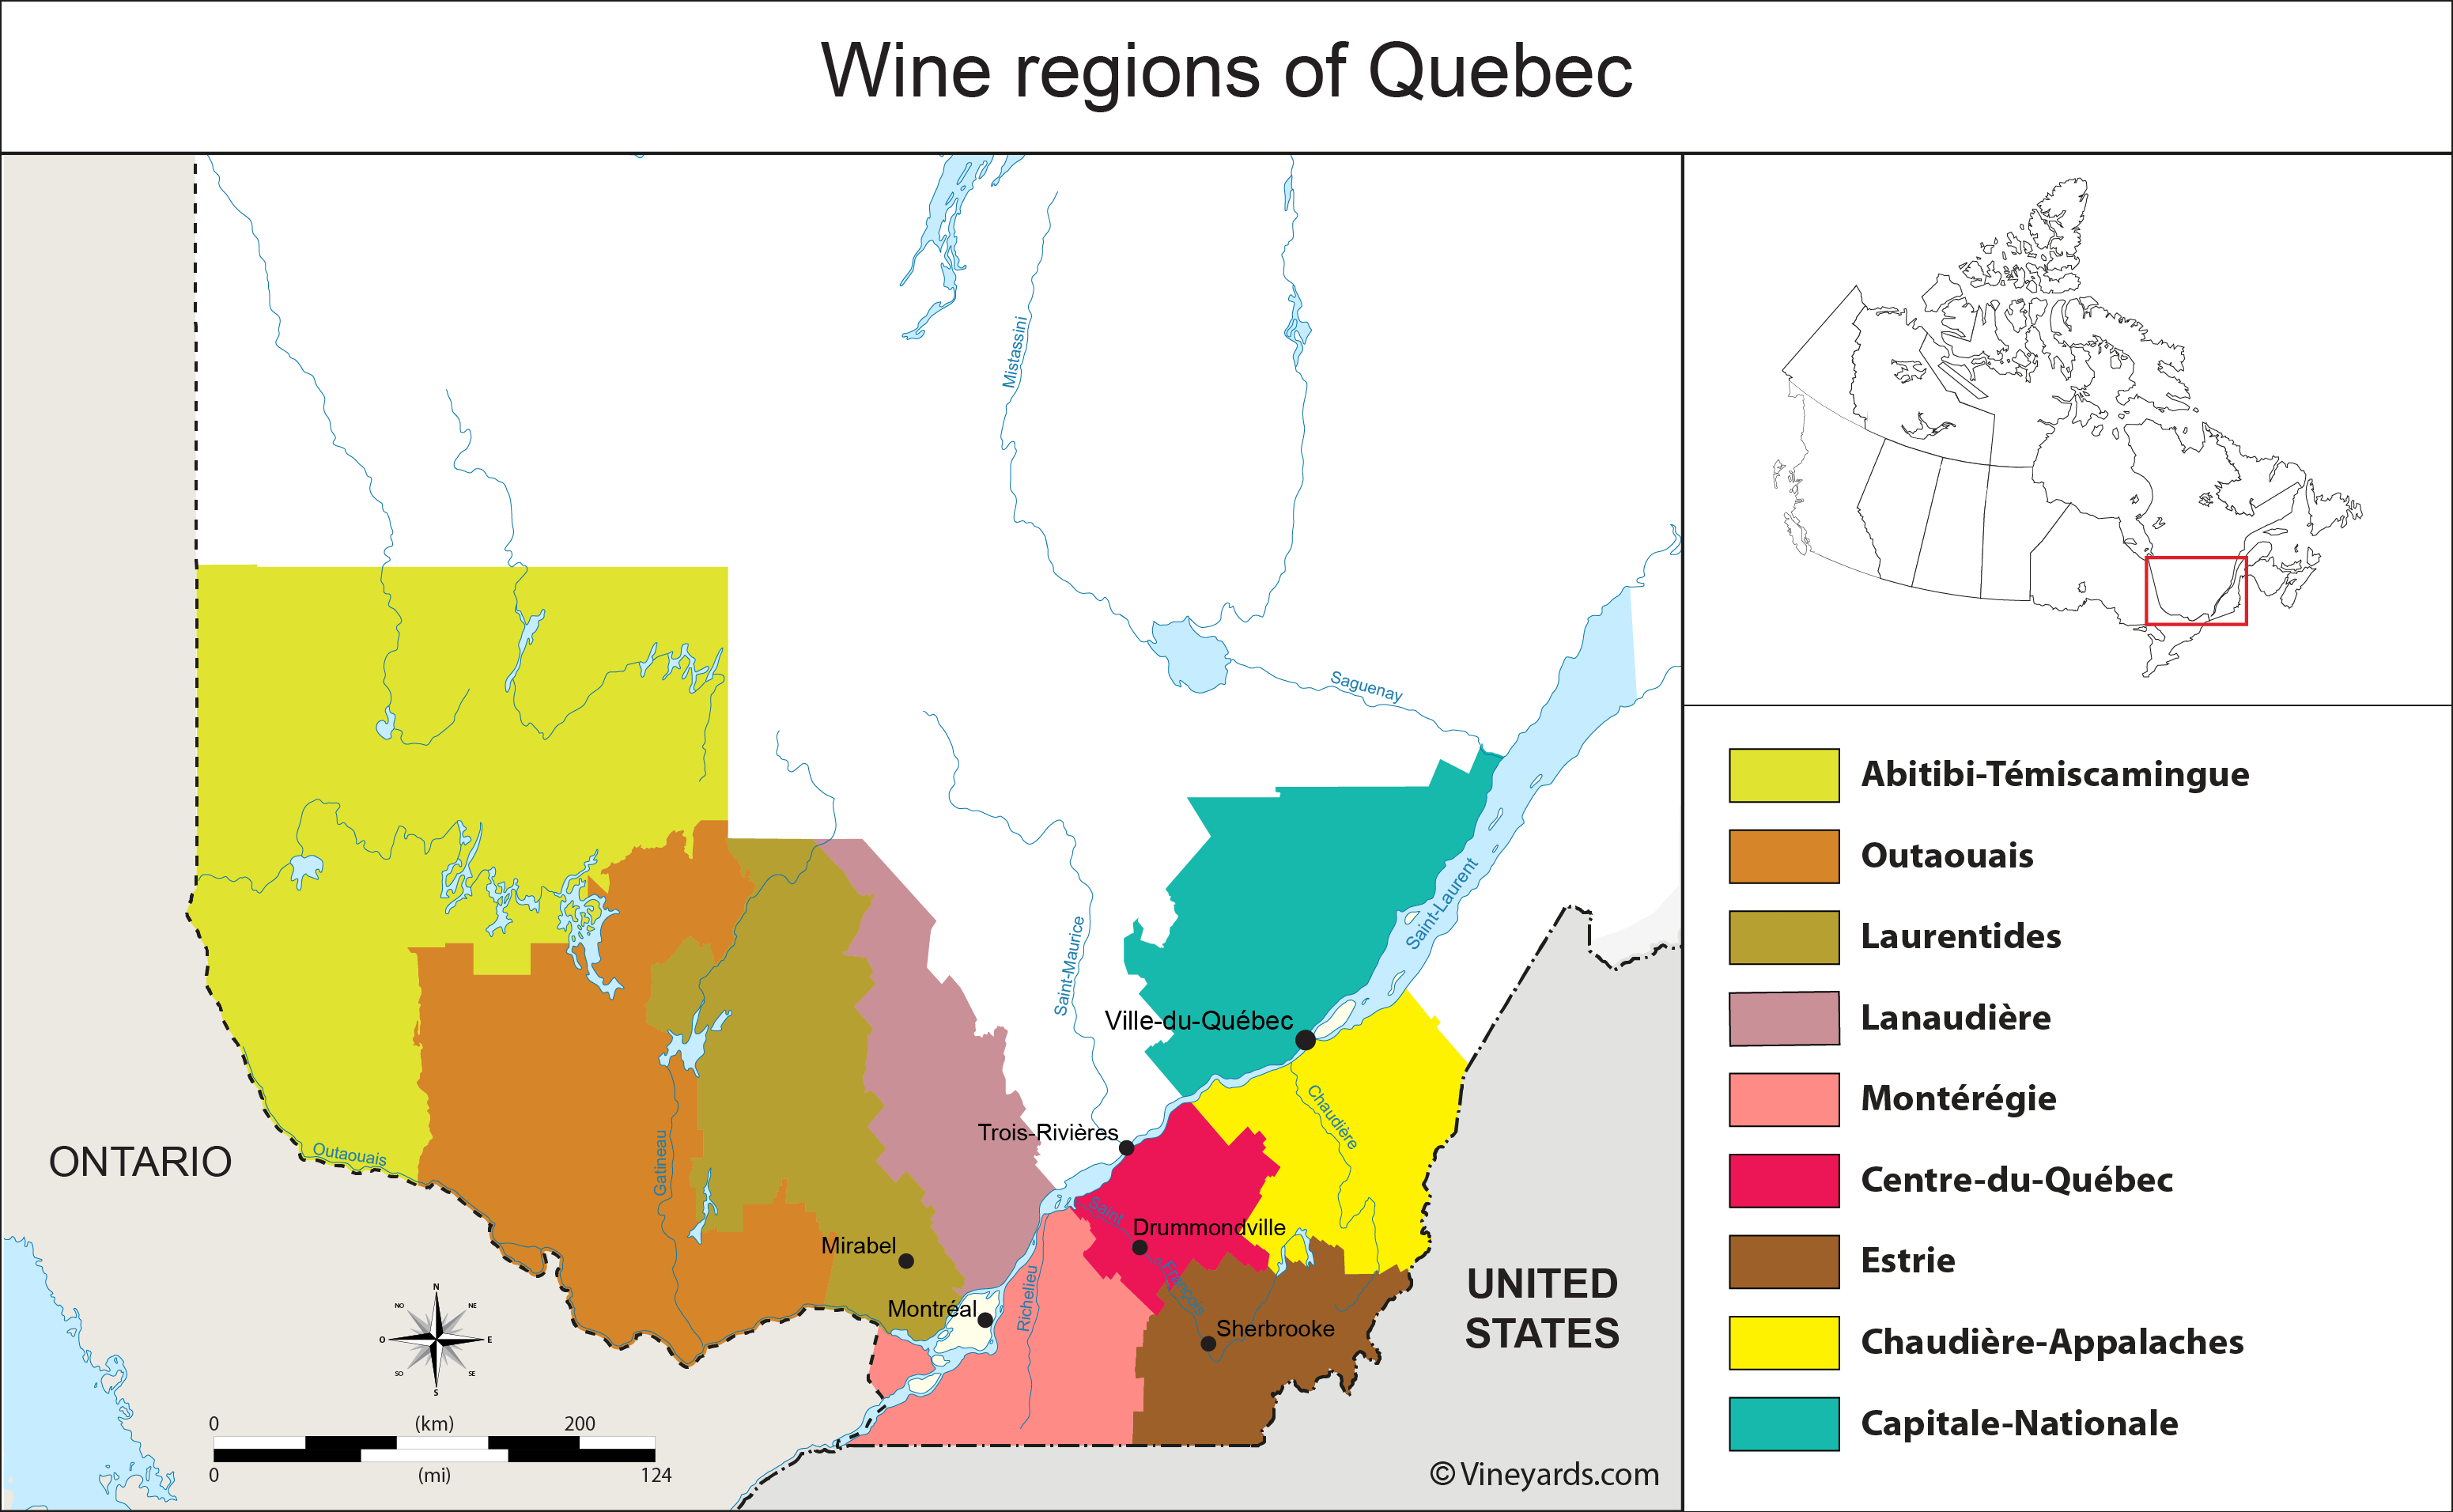 Wine regions of Quebec
Mistassini
Saguenay
Saint-Laurent
Saint-Maurice
Ville-du-Québec
Chaudière
Trois-Rivières
ONTARIO
Outaouais
Gatineau
Saint
Drummondville
Mirabel
François
Richelieu
Montréal
Sherbrooke
UNITED
STATES
N
NO
NE
O
E
SO
SE
S
0 (km) 200
0 (mi) 124
© Vineyards.com
Abitibi-Témiscamingue
Outaouais
Laurentides
Lanaudière
Montérégie
Centre-du-Québec
Estrie
Chaudière-Appalaches
Capitale-Nationale